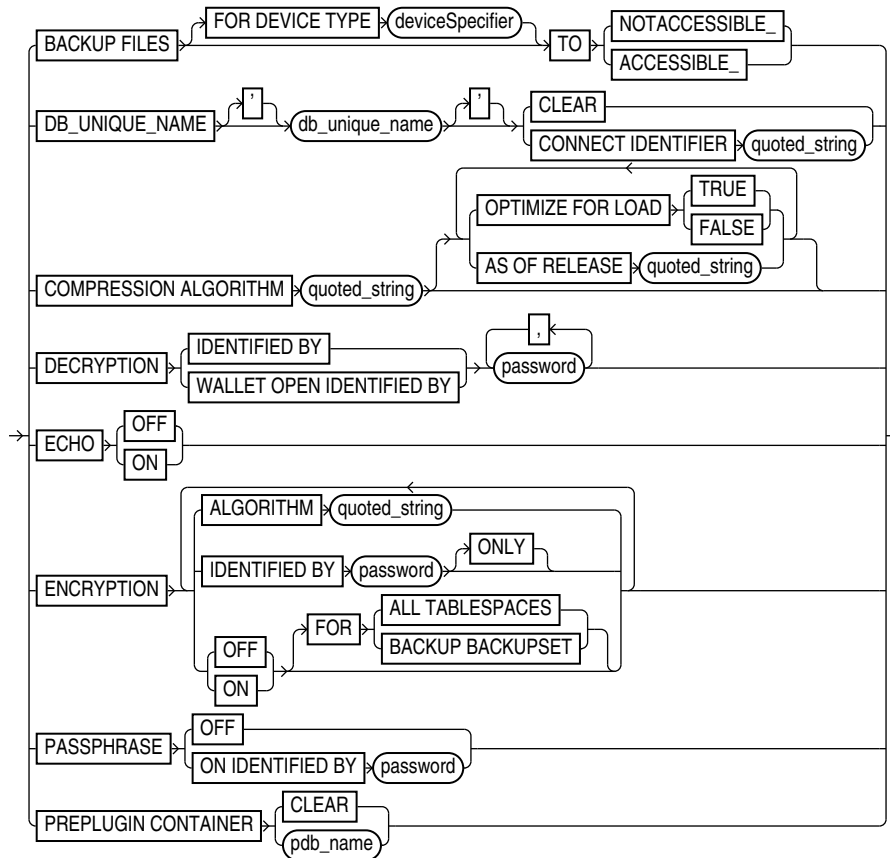 FOR DEVICE TYPE deviceSpecifier
NOTACCESSIBLE_
BACKUP FILES TO
ACCESSIBLE_
' ' CLEAR
DB_UNIQUE_NAME db_unique_name
CONNECT IDENTIFIER quoted_string
TRUE
OPTIMIZE FOR LOAD
FALSE
AS OF RELEASE quoted_string
COMPRESSION ALGORITHM quoted_string
,
IDENTIFIED BY
DECRYPTION password
WALLET OPEN IDENTIFIED BY
OFF
ECHO
ON
ALGORITHM quoted_string
ONLY
ENCRYPTION IDENTIFIED BY password
ALL TABLESPACES
FOR
BACKUP BACKUPSET
OFF
ON
OFF
PASSPHRASE
ON IDENTIFIED BY password
CLEAR
PREPLUGIN CONTAINER
pdb_name